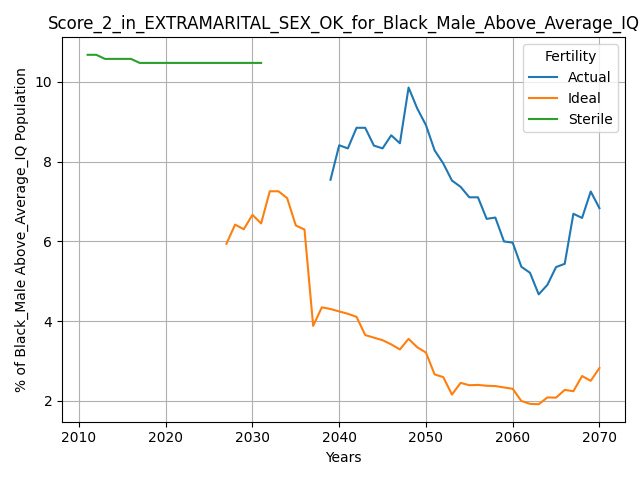 Score_2_in_EXTRAMARITAL_SEX_OK_for_Black_Male_Above_Average_IQ
% of Black_Male Above_Average_IQ Population
10
8
6
4
2
Fertility
Actual
Ideal
Sterile
2010 2020 2030 2040 2050 2060 2070
Years